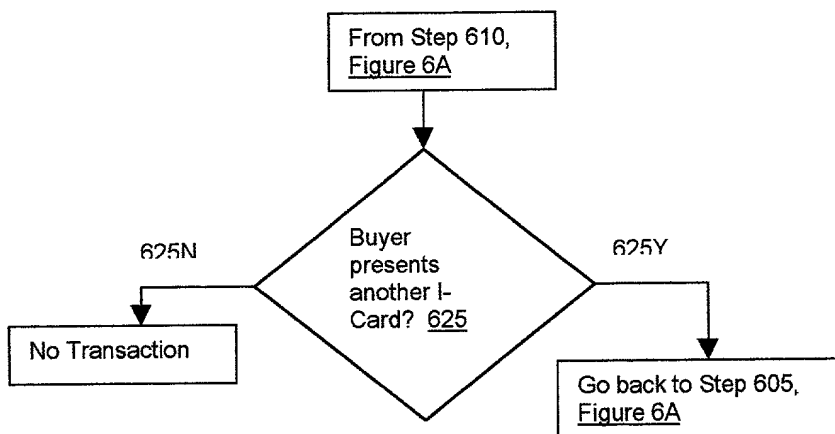 From Step 610,
Figure 6A
625N
Buyer
presents
another I-
Card? 625
625Y
No Transaction
Go back to Step 605,
Figure 6A